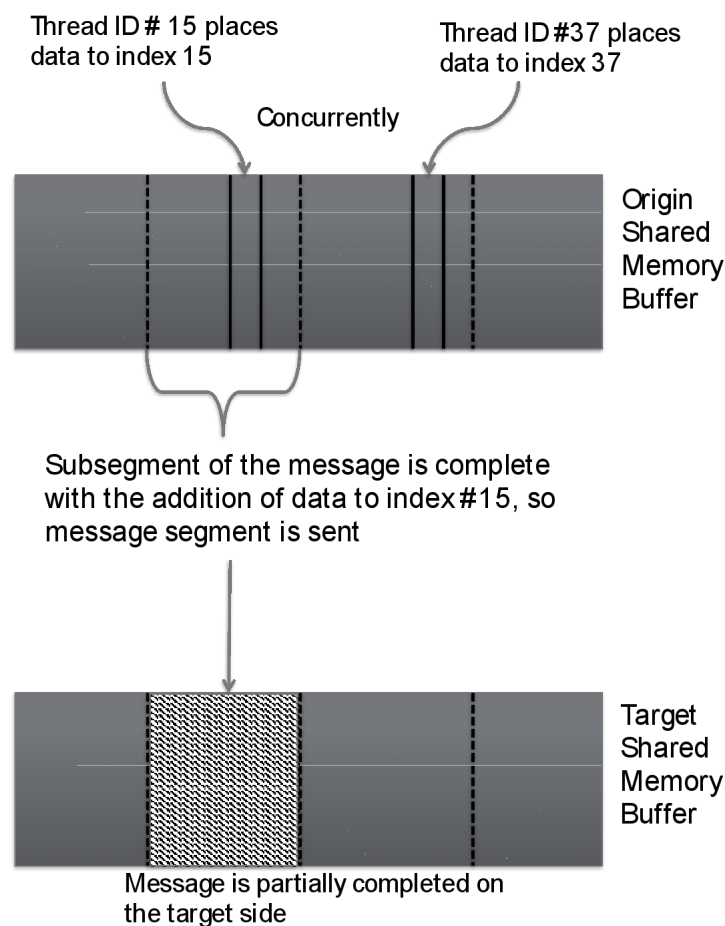 Thread ID # 15 places
data to index 15
Thread ID #37 places
data to index 37
Concurrently
Origin
Shared
Memory
Buffer
Subsegment of the message is complete
with the addition of data to index #15, so
message segment is sent
Target
Shared
Memory
Buffer
Message is partially completed on
the target side